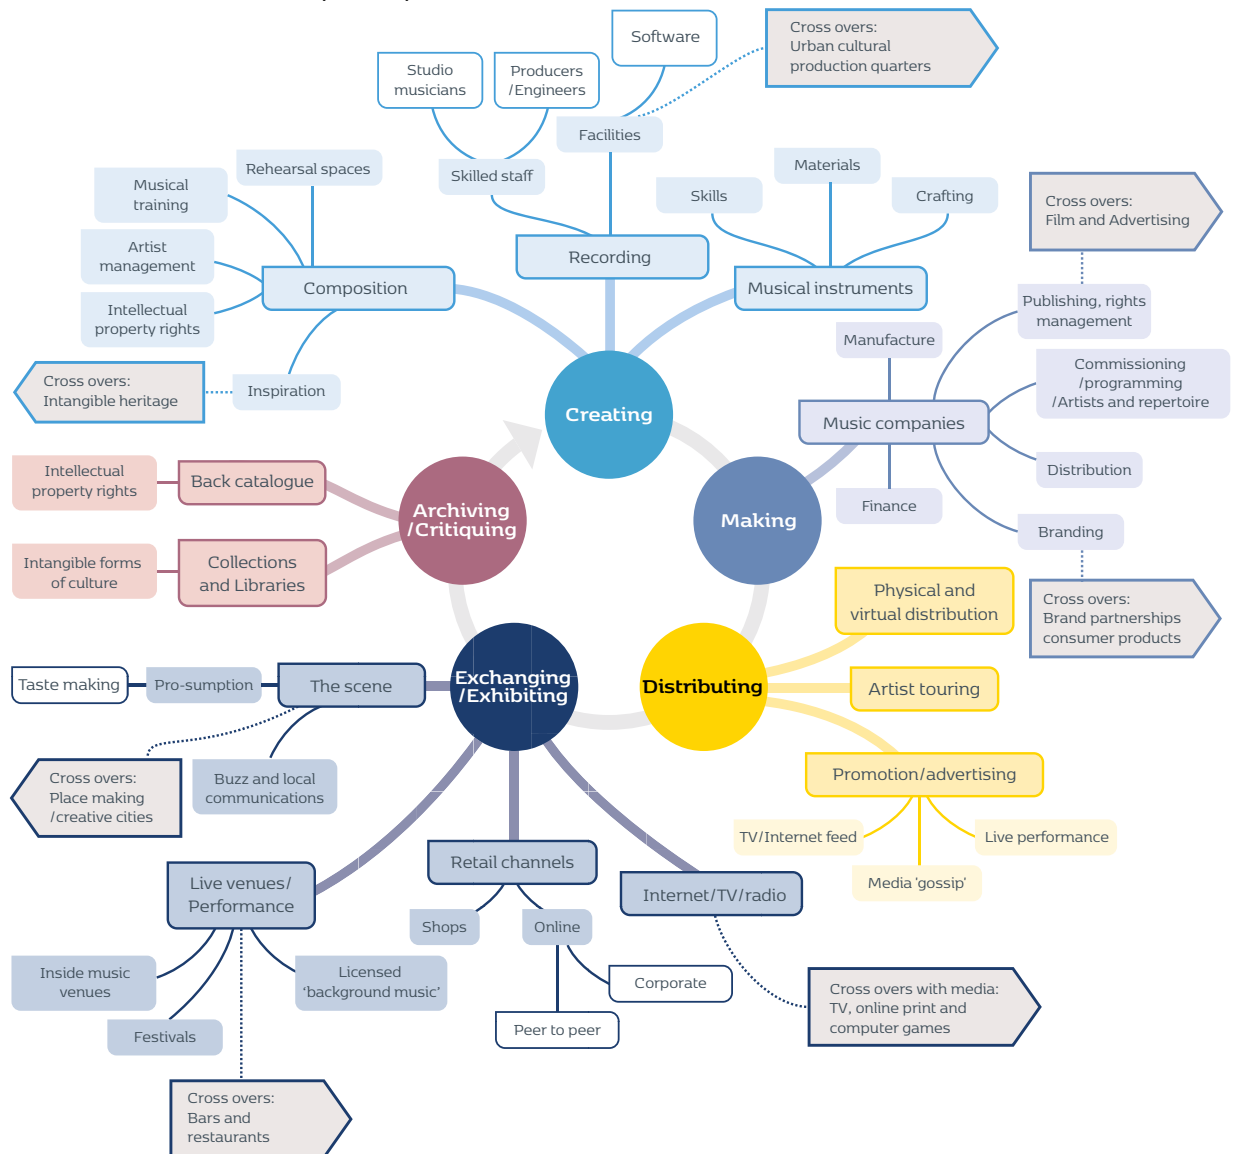 Cross overs:
Urban cultural
production quarters
Software
Studio
musicians
Producers
/Engineers
Facilities
Skilled staff
Rehearsal spaces
Musical
training
Artist
management
Intellectual
property rights
Composition
Recording
Skills
Materials
Crafting
Musical instruments
Cross overs:
Film and Advertising
Publishing, rights
management
Manufacture
Commissioning
/programming
/Artists and repertoire
Music companies
Distribution
Finance
Branding
Cross overs:
Brand partnerships
consumer products
Cross overs:
Intangible heritage
Inspiration
Creating
Making
Archiving
/Critiquing
Intellectual
property rights
Back catalogue
Intangible forms
of culture
Collections
and Libraries
Physical and
virtual distribution
Distributing
Artist touring
Promotion/advertising
TV/Internet feed
Live performance
Media 'gossip'
Exchanging
/Exhibiting
Taste making
Pro-sumption
The scene
Cross overs:
Place making
/creative cities
Buzz and local
communications
Retail channels
Live venues/
Performance
Internet/TV/radio
Shops
Online
Inside music
venues
Licensed
‘background music’
Festivals
Corporate
Peer to peer
Cross overs with media:
TV, online print and
computer games
Cross overs:
Bars and
restaurants